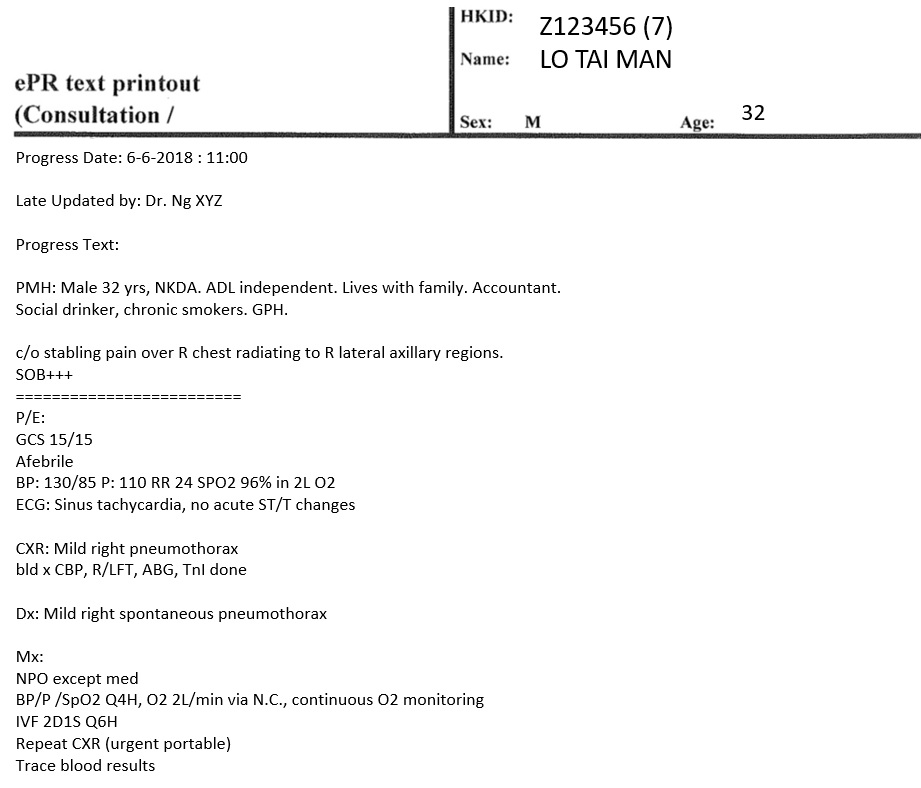 HKID: Z123456 (7)
Name: LO TAI MAN
ePR text printout
(Consultation /
Sex: M Age: 32
Progress Date: 6-6-2018 : 11:00
Late Updated by: Dr. Ng XYZ
Progress Text:
PMH: Male 32 yrs, NKDA. ADL independent. Lives with family. Accountant.
Social drinker, chronic smokers. GPH.
c/o stabling pain over R chest radiating to R lateral axillary regions.
SOB+++
==========================
P/E:
GCS 15/15
Afebrile
BP: 130/85 P: 110 RR 24 SPO2 96% in 2L O2
ECG: Sinus tachycardia, no acute ST/T changes
CXR: Mild right pneumothorax
bld x CBP, R/LFT, ABG, TnI done
Dx: Mild right spontaneous pneumothorax
Mx:
NPO except med
BP/P /SpO2 Q4H, O2 2L/min via N.C., continuous O2 monitoring
IVF 2D1S Q6H
Repeat CXR (urgent portable)
Trace blood results